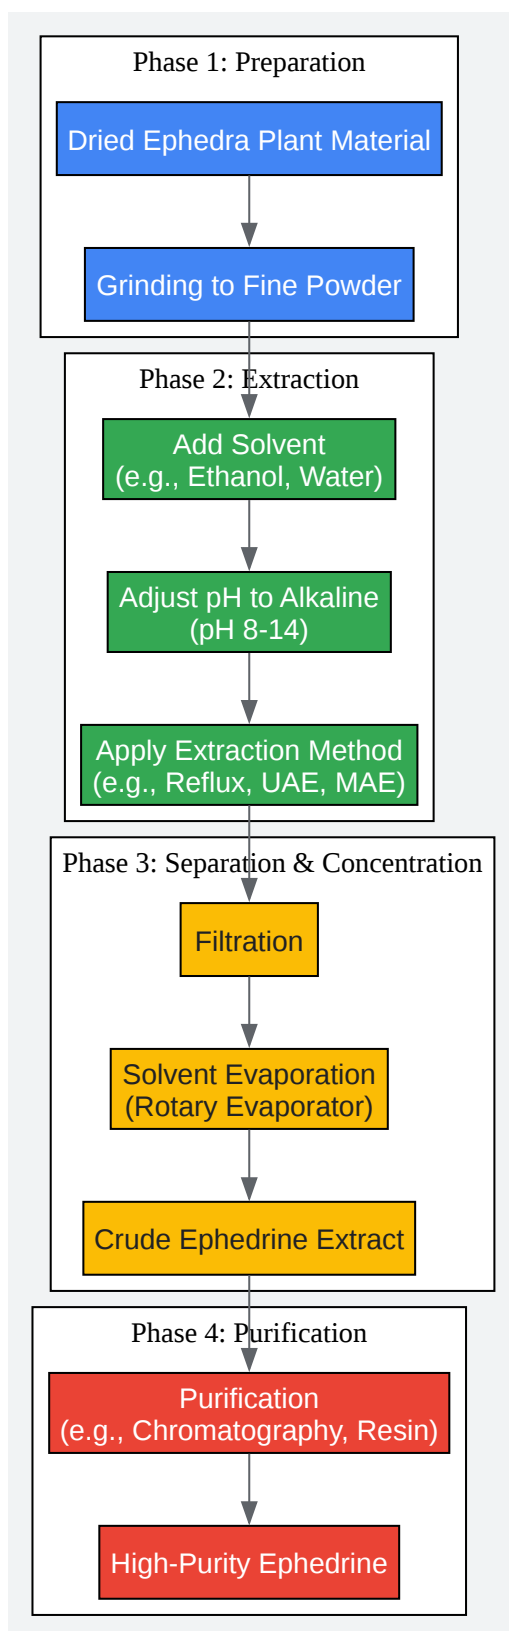 Phase 1: Preparation
Dried Ephedra Plant Material
Grinding to Fine Powder
Phase 2: Extraction
Add Solvent
(e.g., Ethanol, Water)
Adjust pH to Alkaline
(pH 8-14)
Apply Extraction Method
(e.g., Reflux, UAE, MAE)
Phase 3: Separation & Concentration
Filtration
Solvent Evaporation
(Rotary Evaporator)
Crude Ephedrine Extract
Phase 4: Purification
Purification
(e.g., Chromatography, Resin)
High-Purity Ephedrine